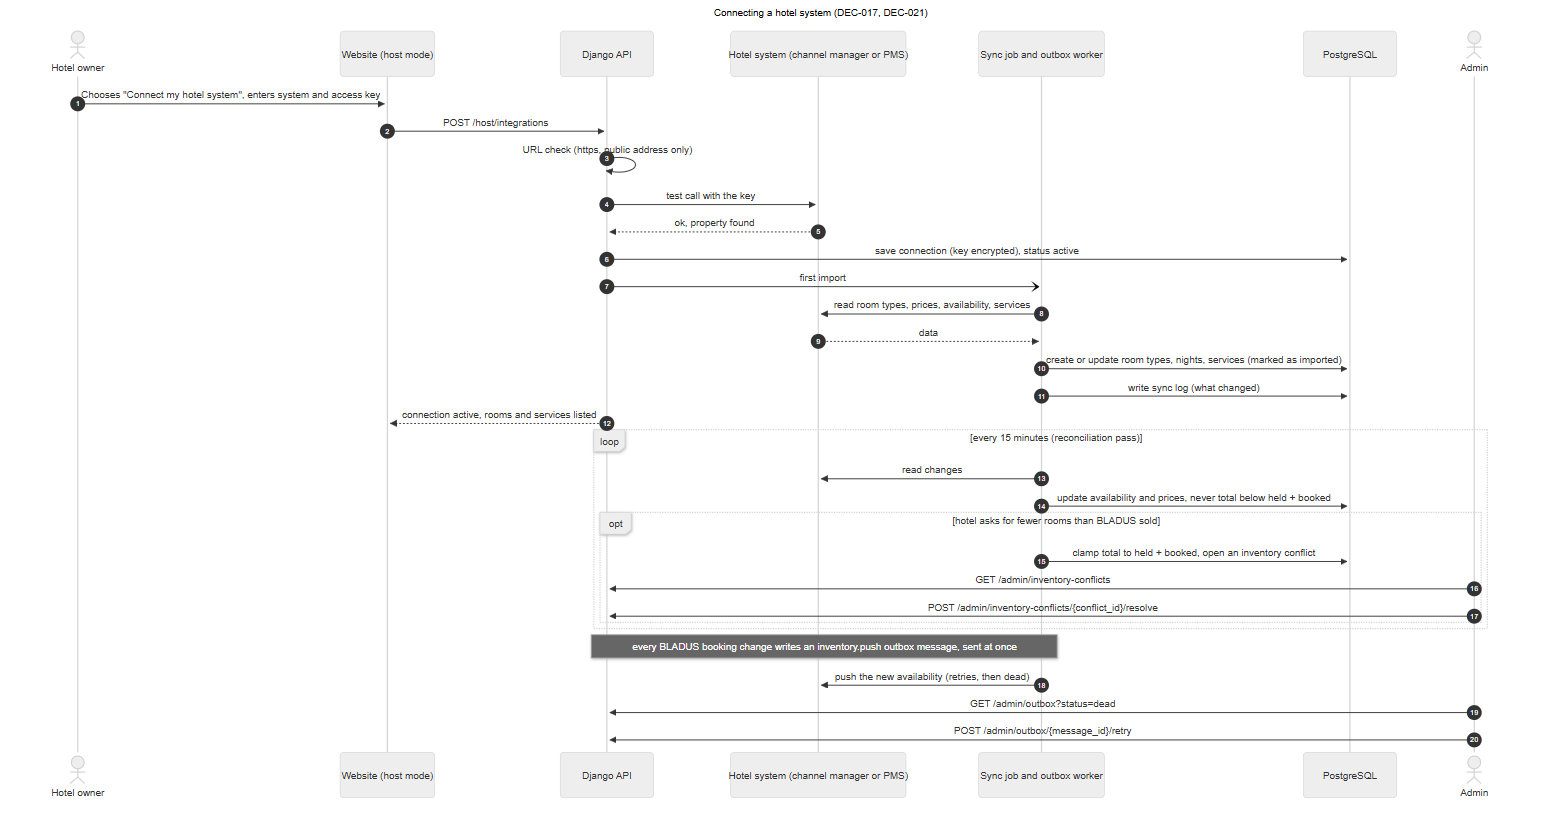 Connecting a hotel system (DEC-017, DEC-021)
Hotel owner
Website (host mode)
Django API
Hotel system (channel manager or PMS)
Sync job and outbox worker
PostgreSQL
Admin
Chooses "Connect my hotel system", enters system and access key
1
POST /host/integrations
2
URL check (https, public address only)
3
test call with the key
4
ok, property found
5
save connection (key encrypted), status active
6
first import
7
read room types, prices, availability, services
8
data
9
create or update room types, nights, services (marked as imported)
10
write sync log (what changed)
11
connection active, rooms and services listed
12
loop
[every 15 minutes (reconciliation pass)]
read changes
13
update availability and prices, never total below held + booked
14
opt
[hotel asks for fewer rooms than BLADUS sold]
clamp total to held + booked, open an inventory conflict
15
GET /admin/inventory-conflicts
16
POST /admin/inventory-conflicts/{conflict_id}/resolve
17
every BLADUS booking change writes an inventory.push outbox message, sent at once
push the new availability (retries, then dead)
18
GET /admin/outbox?status=dead
19
POST /admin/outbox/{message_id}/retry
20
Hotel owner
Website (host mode)
Django API
Hotel system (channel manager or PMS)
Sync job and outbox worker
PostgreSQL
Admin